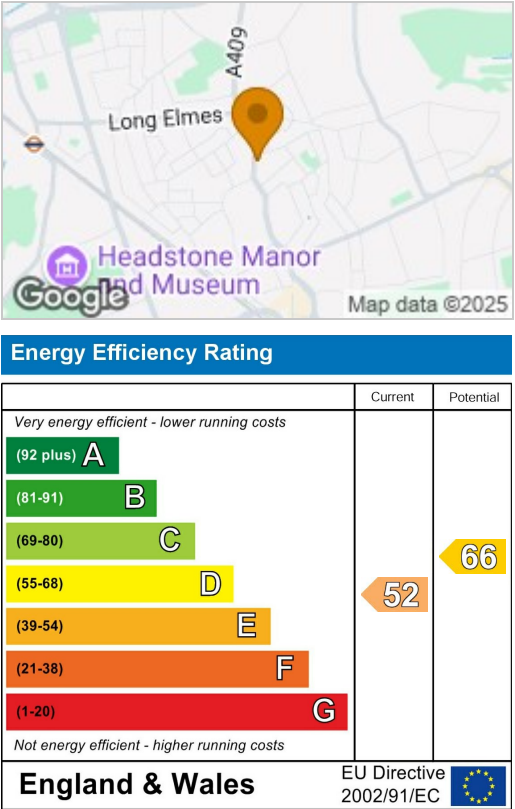 A409
Long Elmes
Headstone Manor
and Museum
Google
Map data ©2025
Energy Efficiency Rating
Current
Potential
Very energy efficient - lower running costs
(92 plus) A
(81-91) B
(69-80) C
(55-68) D
(39-54) E
(21-38) F
(1-20) G
52
66
Not energy efficient - higher running costs
England & Wales
EU Directive
2002/91/EC